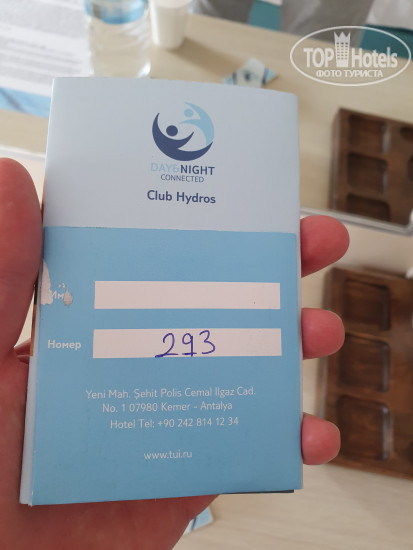 TOP Hotels
ФОТО ТУРИСТА
DAY&NIGHT
CONNECTED
Club Hydros
Номер 293
Yeni Mah. Şehit Polis Cemal Ilgaz Cad.
No. 1 07980 Kemer - Antalya
Hotel Tel: +90 242 814 12 34
www.tui.ru